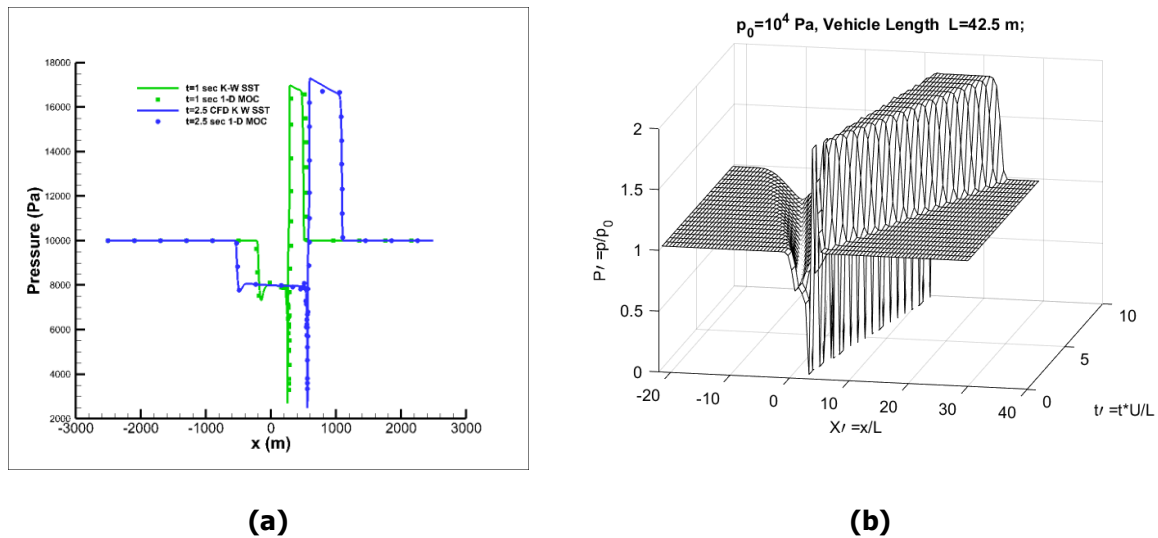 18000
16000
14000
12000
10000
8000
6000
4000
2000
Pressure (Pa)
t=1 sec K-W SST
t=1 sec 1-D MOC
t=2.5 CFD K W SST
t=2.5 sec 1-D MOC
-3000 -2000 -1000 0 1000 2000 3000
x (m)
(a)
p0=10^4 Pa, Vehicle Length L=42.5 m;
2
1.5
1
0.5
0
P′ =p/p0
-20 -10 0 10 20 30 40
X′ =x/L
0 5 10
t′ =t*U/L
(b)